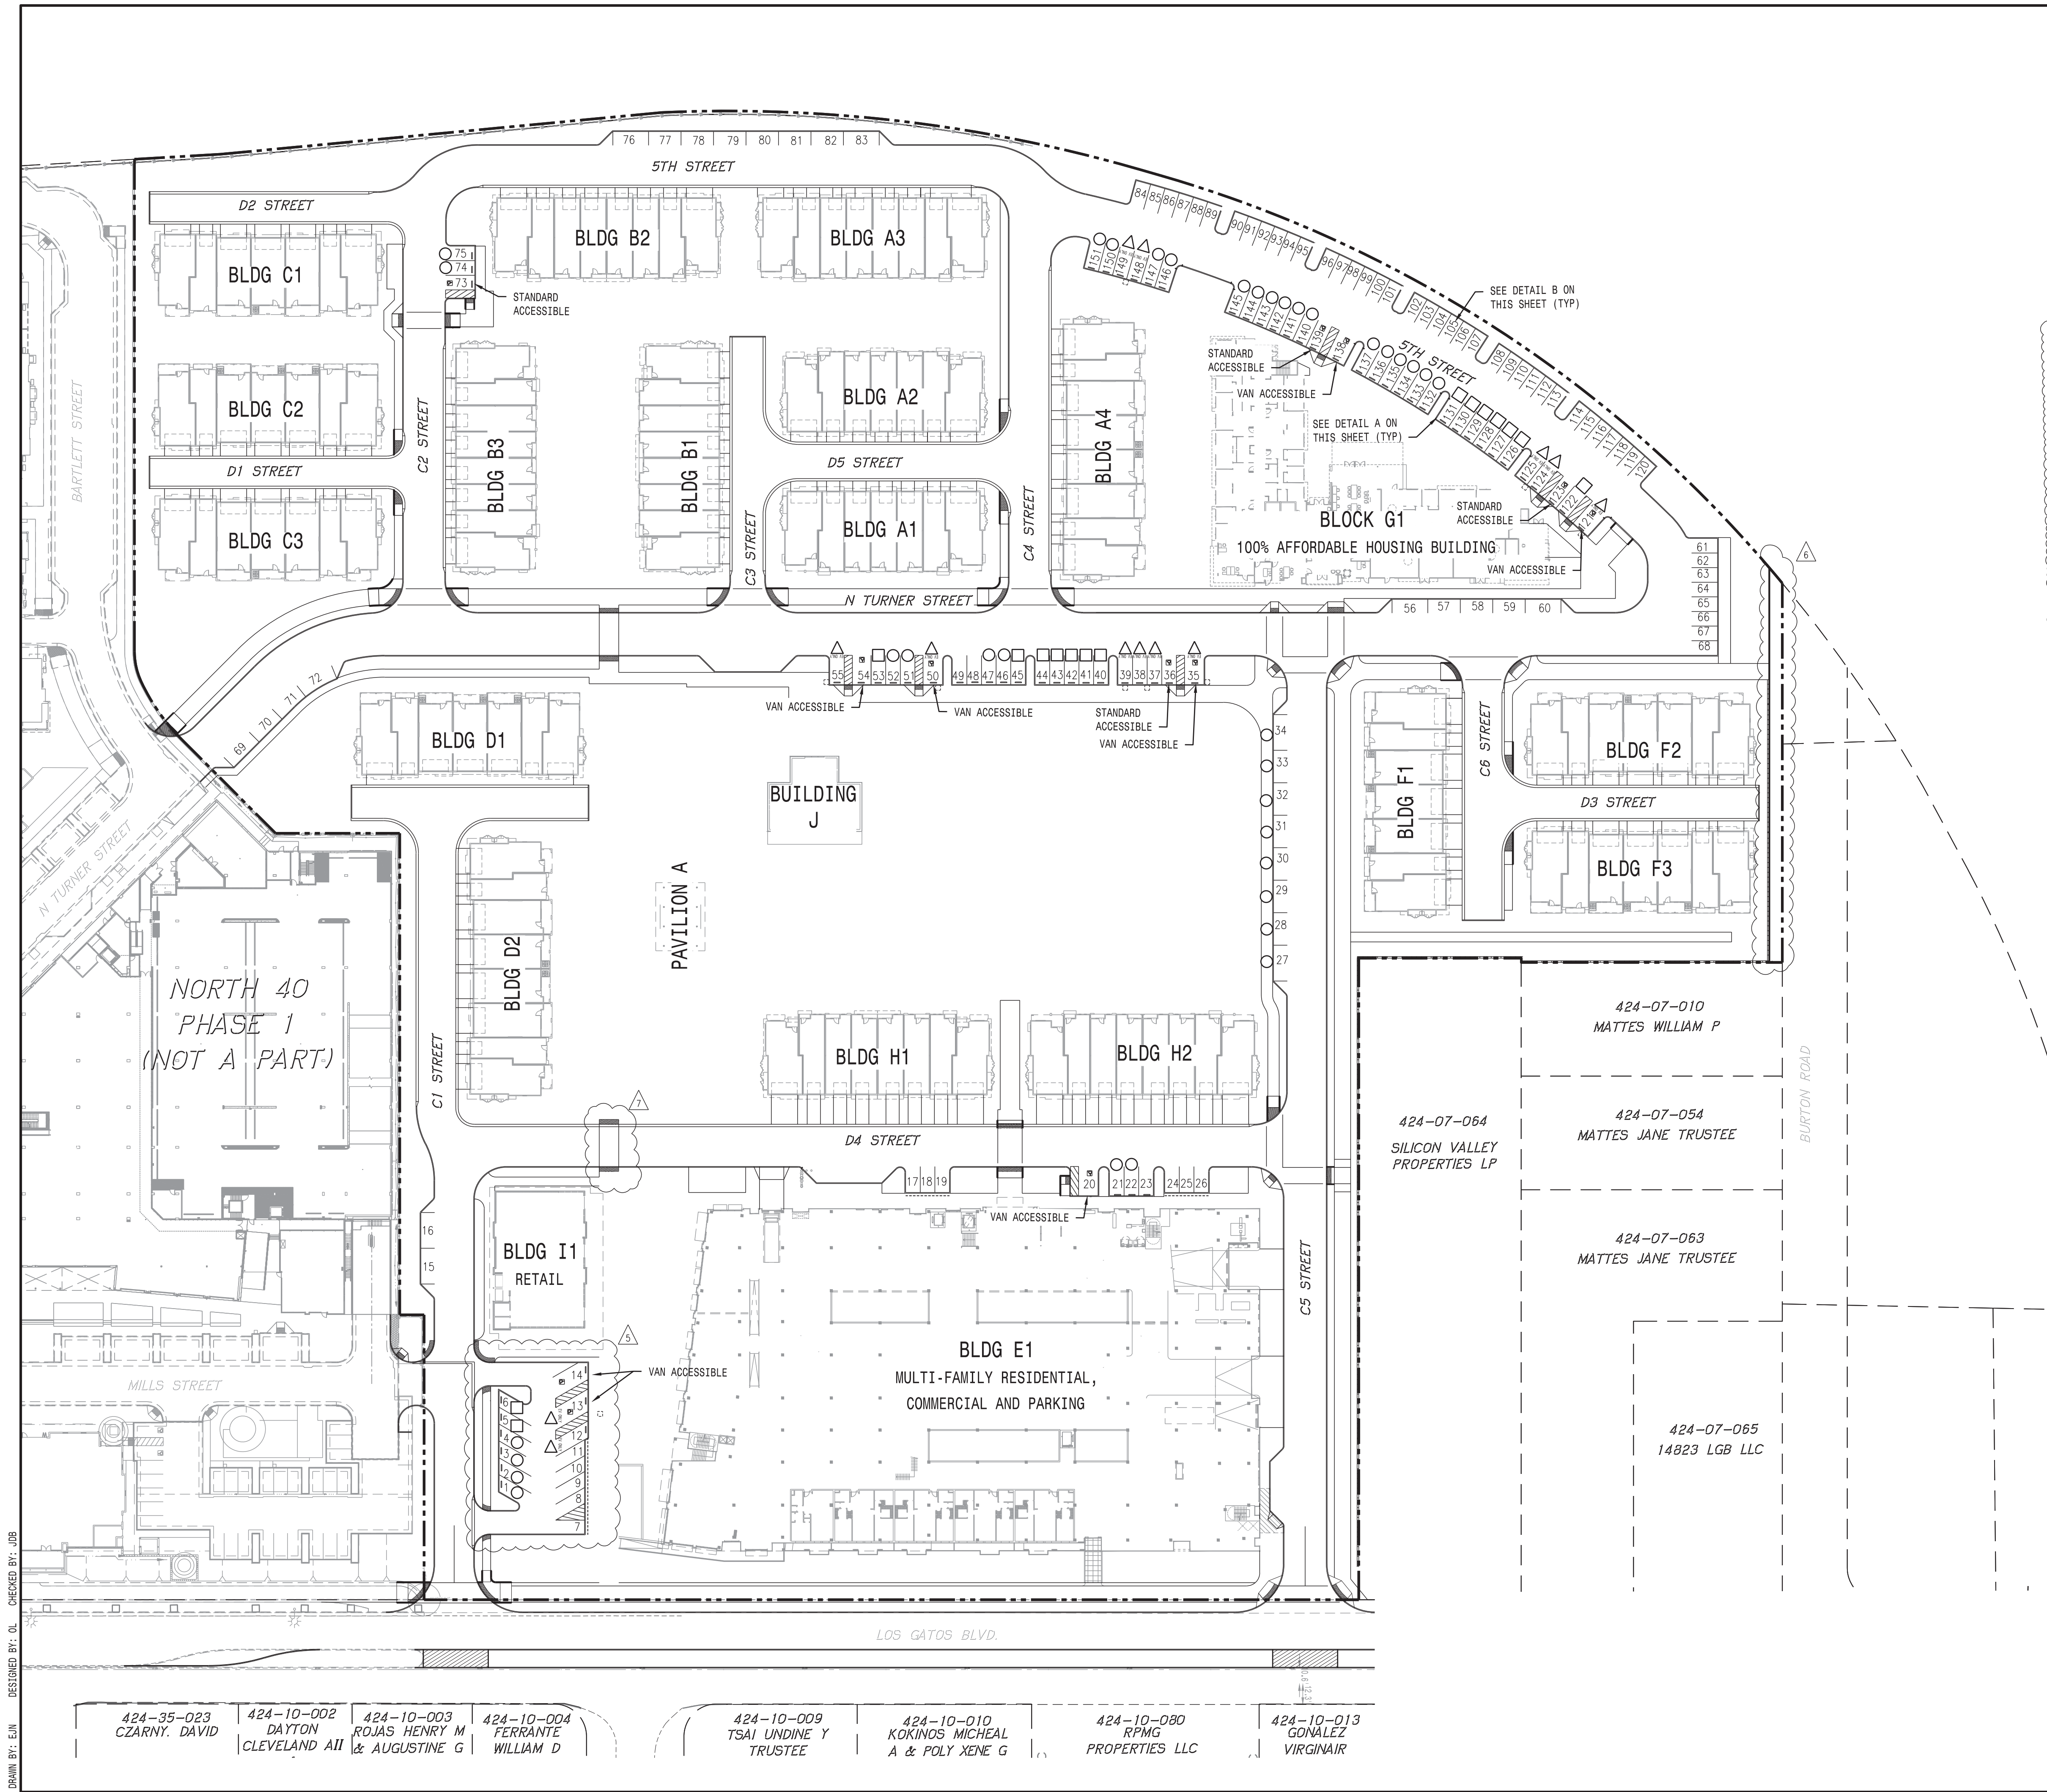 76 77 78 79 80 81 82 83
5TH STREET
D2 STREET
84 85 86 87 88 89
90 91 92 93 94 95
96 97 98 99 100 101
102 103 104 105 106 107
108 109 110 111 112 113
114 115 116 117 118 119 120
BLDG C1
BLDG B2
BLDG A3
75
74
73
STANDARD
ACCESSIBLE
151 150 149 148 147 146
145 144 143 142 141 140 139 138
137 136 135 134 133 132
131 130 129 128 127 126
125 124 123 122 121
SEE DETAIL B ON
THIS SHEET (TYP)
5TH STREET
STANDARD
ACCESSIBLE
VAN ACCESSIBLE
SEE DETAIL A ON
THIS SHEET (TYP)
BARTLETT STREET
BLDG C2
C2 STREET
BLDG B3
BLDG B1
BLDG A2
BLDG A4
D1 STREET
D5 STREET
BLDG C3
C3 STREET
BLDG A1
C4 STREET
BLOCK G1
100% AFFORDABLE HOUSING BUILDING
STANDARD
ACCESSIBLE
VAN ACCESSIBLE
6
61
62
63
64
65
66
67
68
N TURNER STREET
56 57 58 59 60
69 70 71 72
55 54 53 52 51 50 49 48 47 46 45 44 43 42 41 40 39 38 37 36 35
VAN ACCESSIBLE
VAN ACCESSIBLE
STANDARD
ACCESSIBLE
VAN ACCESSIBLE
BLDG D1
34
33
32
31
30
29
28
27
BUILDING
J
PAVILION A
C6 STREET
BLDG F1
BLDG F2
D3 STREET
BLDG F3
N TURNER STREET
NORTH 40
PHASE 1
(NOT A PART)
BLDG D2
C1 STREET
BLDG H1
BLDG H2
7
D4 STREET
424-07-010
MATTES WILLIAM P
BURTON ROAD
424-07-064
SILICON VALLEY
PROPERTIES LP
424-07-054
MATTES JANE TRUSTEE
424-07-063
MATTES JANE TRUSTEE
17 18 19 20 21 22 23 24 25 26
VAN ACCESSIBLE
16
15
BLDG I1
RETAIL
C5 STREET
5
BLDG E1
MULTI-FAMILY RESIDENTIAL,
COMMERCIAL AND PARKING
VAN ACCESSIBLE
MILLS STREET
6
5
4
3
2
1
14
13
12
11
10
9
8
7
424-07-065
14823 LGB LLC
LOS GATOS BLVD.
424-35-023
CZARNY. DAVID
424-10-002
DAYTON
CLEVELAND AII
424-10-003
ROJAS HENRY M
& AUGUSTINE G
424-10-004
FERRANTE
WILLIAM D
424-10-009
TSAI UNDINE Y
TRUSTEE
424-10-010
KOKINOS MICHEAL
A & POLY XENE G
424-10-080
RPMG
PROPERTIES LLC
424-10-013
GONALEZ
VIRGINAIR
DRAWN BY: EJN DESIGNED BY: OL CHECKED BY: JDB